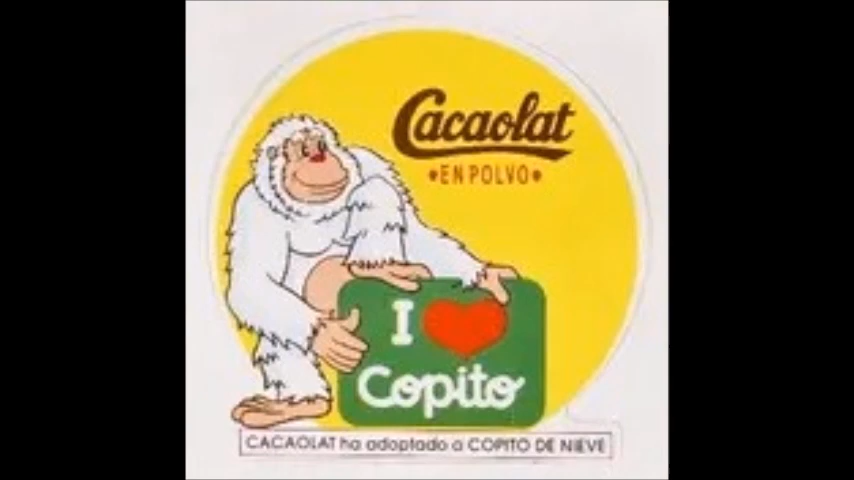 Cacaolat
•EN POLVO•
I ❤
Copito
CACAOLAT ha adoptado a COPITO DE NIEVE